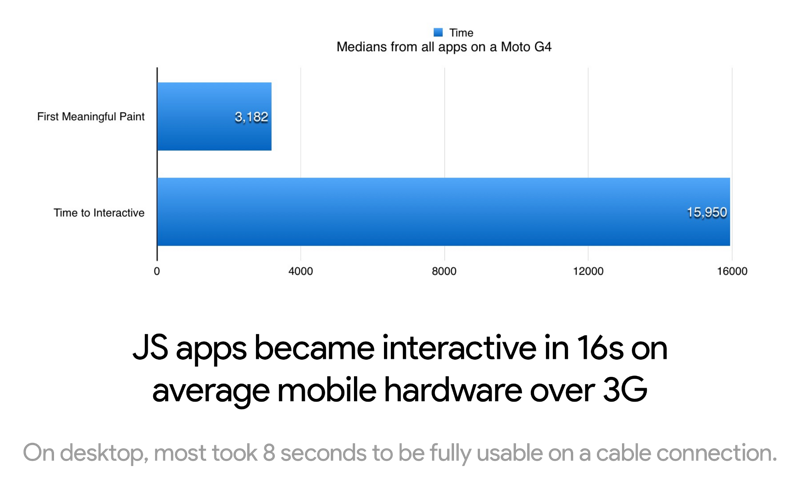 Time
Medians from all apps on a Moto G4
First Meaningful Paint
3,182
Time to Interactive
15,950
0
4000
8000
12000
16000
JS apps became interactive in 16s on
average mobile hardware over 3G
On desktop, most took 8 seconds to be fully usable on a cable connection.